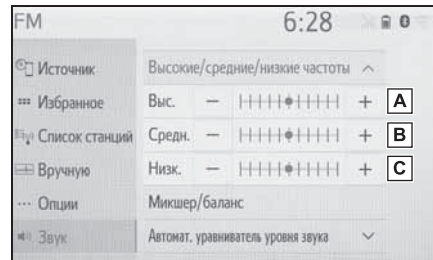 FM 6:28
Источник
Высокие/средние/низкие частоты
Избранное
Выс. − + A
Список станций
Средн. − + B
Вручную
Низк. − + C
Опции
Микшер/баланс
Звук
Автомат. уравниватель уровня звука